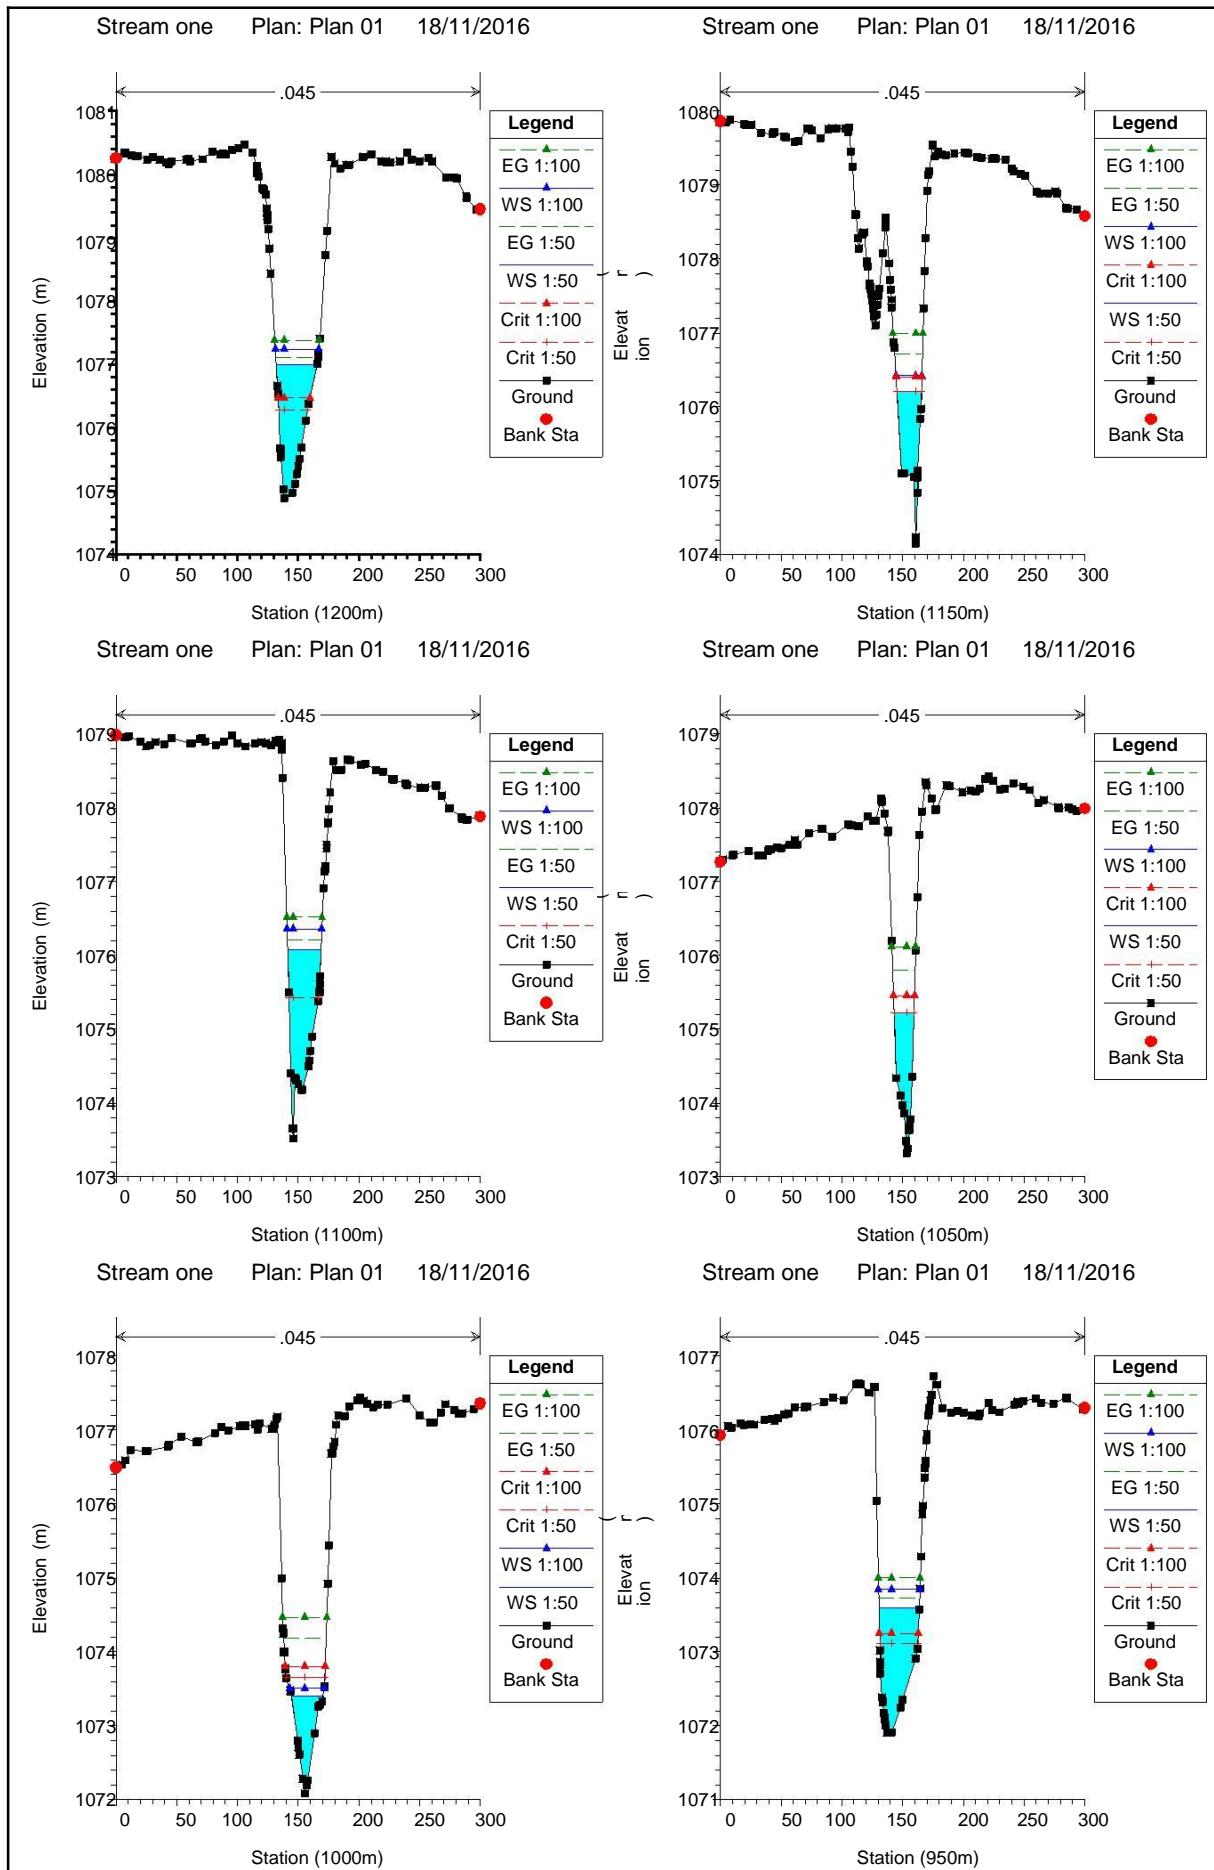 Stream one Plan: Plan 01 18/11/2016
.045
1081
1080
1079
1078
1077
1076
1075
1074
0 50 100 150 200 250 300
Elevation (m)
Station (1200m)
Legend
EG 1:100
WS 1:100
EG 1:50
WS 1:50
Crit 1:100
Crit 1:50
Ground
Bank Sta
Stream one Plan: Plan 01 18/11/2016
.045
1080
1079
1078
1077
1076
1075
1074
0 50 100 150 200 250 300
Elevat
ion
( r )
Station (1150m)
Legend
EG 1:100
EG 1:50
WS 1:100
Crit 1:100
WS 1:50
Crit 1:50
Ground
Bank Sta
Stream one Plan: Plan 01 18/11/2016
.045
1079
1078
1077
1076
1075
1074
1073
0 50 100 150 200 250 300
Elevation (m)
Station (1100m)
Legend
EG 1:100
WS 1:100
EG 1:50
WS 1:50
Crit 1:50
Ground
Bank Sta
Stream one Plan: Plan 01 18/11/2016
.045
1079
1078
1077
1076
1075
1074
1073
0 50 100 150 200 250 300
Elevat
ion
( r )
Station (1050m)
Legend
EG 1:100
EG 1:50
WS 1:100
Crit 1:100
WS 1:50
Crit 1:50
Ground
Bank Sta
Stream one Plan: Plan 01 18/11/2016
.045
1078
1077
1076
1075
1074
1073
1072
0 50 100 150 200 250 300
Elevation (m)
Station (1000m)
Legend
EG 1:100
EG 1:50
Crit 1:100
Crit 1:50
WS 1:100
WS 1:50
Ground
Bank Sta
Stream one Plan: Plan 01 18/11/2016
.045
1077
1076
1075
1074
1073
1072
1071
0 50 100 150 200 250 300
Elevat
ion
( r )
Station (950m)
Legend
EG 1:100
WS 1:100
EG 1:50
WS 1:50
Crit 1:100
Crit 1:50
Ground
Bank Sta